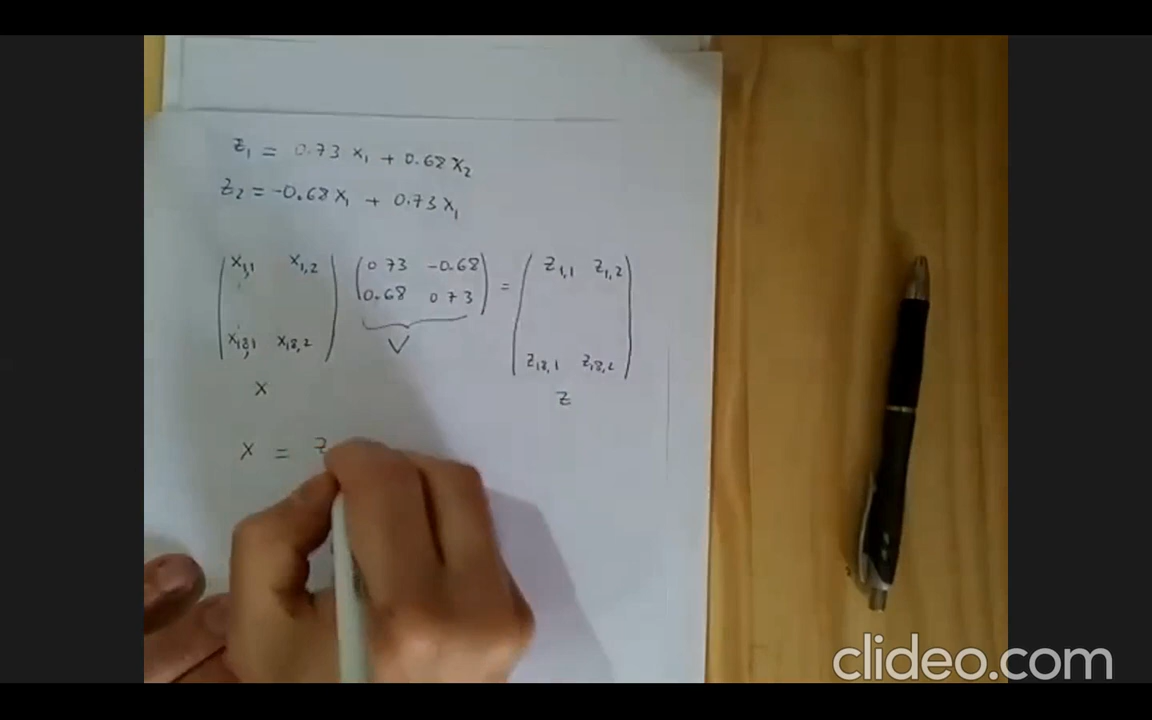 z₁ = 0.73 x₁ + 0.68 x₂
z₂ = -0.68 x₁ + 0.73 x₁
x₁,₁ x₁,₂ 0 73 -0.68 = z₁,₁ z₁,₂
0.68 0 73
x₁₈,₁ x₁₈,₂ V z₁₈,₁ z₁₈,₂
X Z
X = Z
clideo.com